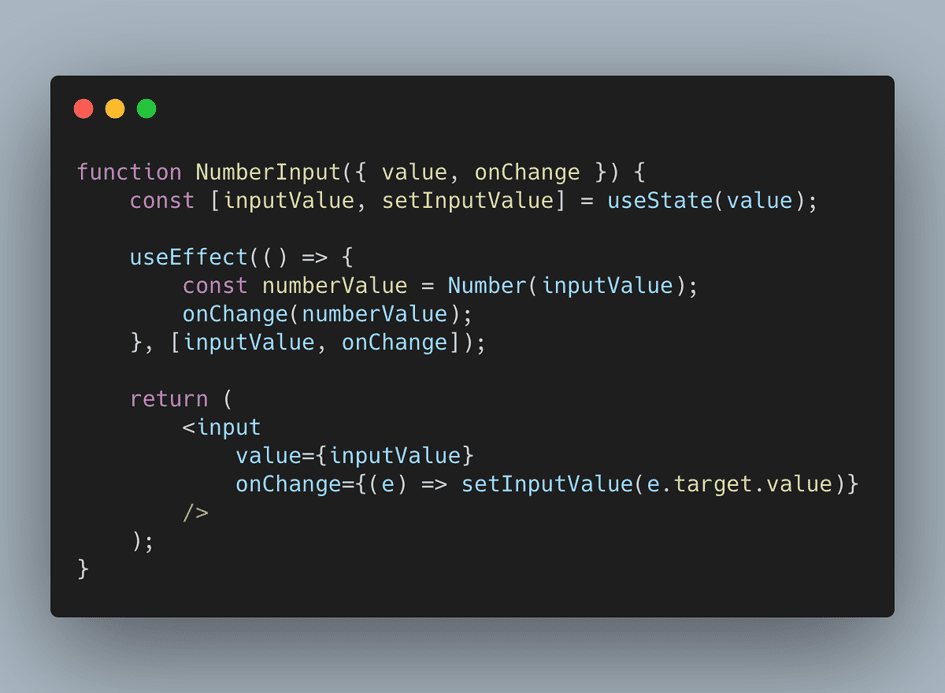 function NumberInput({ value, onChange }) {
    const [inputValue, setInputValue] = useState(value);

    useEffect(() => {
        const numberValue = Number(inputValue);
        onChange(numberValue);
    }, [inputValue, onChange]);

    return (
        <input
            value={inputValue}
            onChange={(e) => setInputValue(e.target.value)}
        />
    );
}